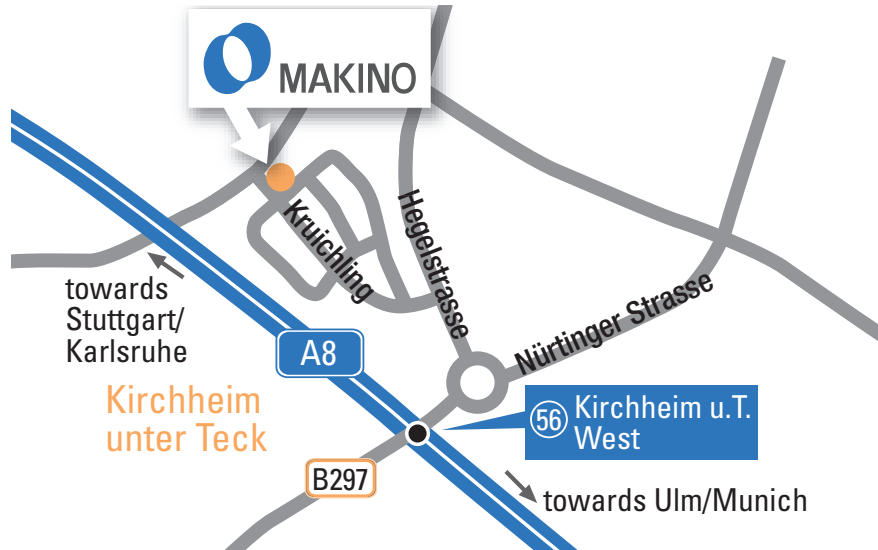 MAKINO
Kruichling
Hegelstrasse
Nürtinger Strasse
towards
Stuttgart/
Karlsruhe
A8
Kirchheim
unter Teck
56 Kirchheim u.T.
West
B297
towards Ulm/Munich